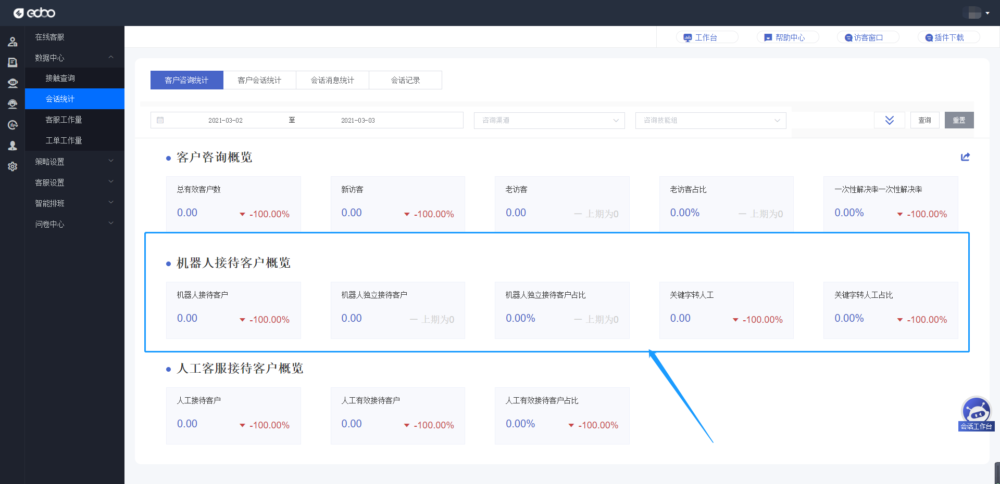 edbo
工作台 帮助中心 访客窗口 插件下载
在线客服
数据中心
接触查询
会话统计
客服工作量
工单工作量
策略设置
客服设置
智能排班
问卷中心
客户咨询统计 客户会话统计 会话消息统计 会话记录
2021-03-02 至 2021-03-03 咨询渠道 咨询技能组 查询 重置
客户咨询概览
总有效客户数 新访客 老访客 老访客占比 一次性解决率一次性解决率
0.00 -100.00% 0.00 -100.00% 0.00 — 上期为0 0.00% — 上期为0 0.00% -100.00%
机器人接待客户概览
机器人接待客户 机器人独立接待客户 机器人独立接待客户占比 关键字转人工 关键字转人工占比
0.00 -100.00% 0.00 — 上期为0 0.00% — 上期为0 0.00 -100.00% 0.00% -100.00%
人工客服接待客户概览
人工接待客户 人工有效接待客户 人工有效接待客户占比
0.00 -100.00% 0.00 -100.00% 0.00% -100.00%
会话工作台